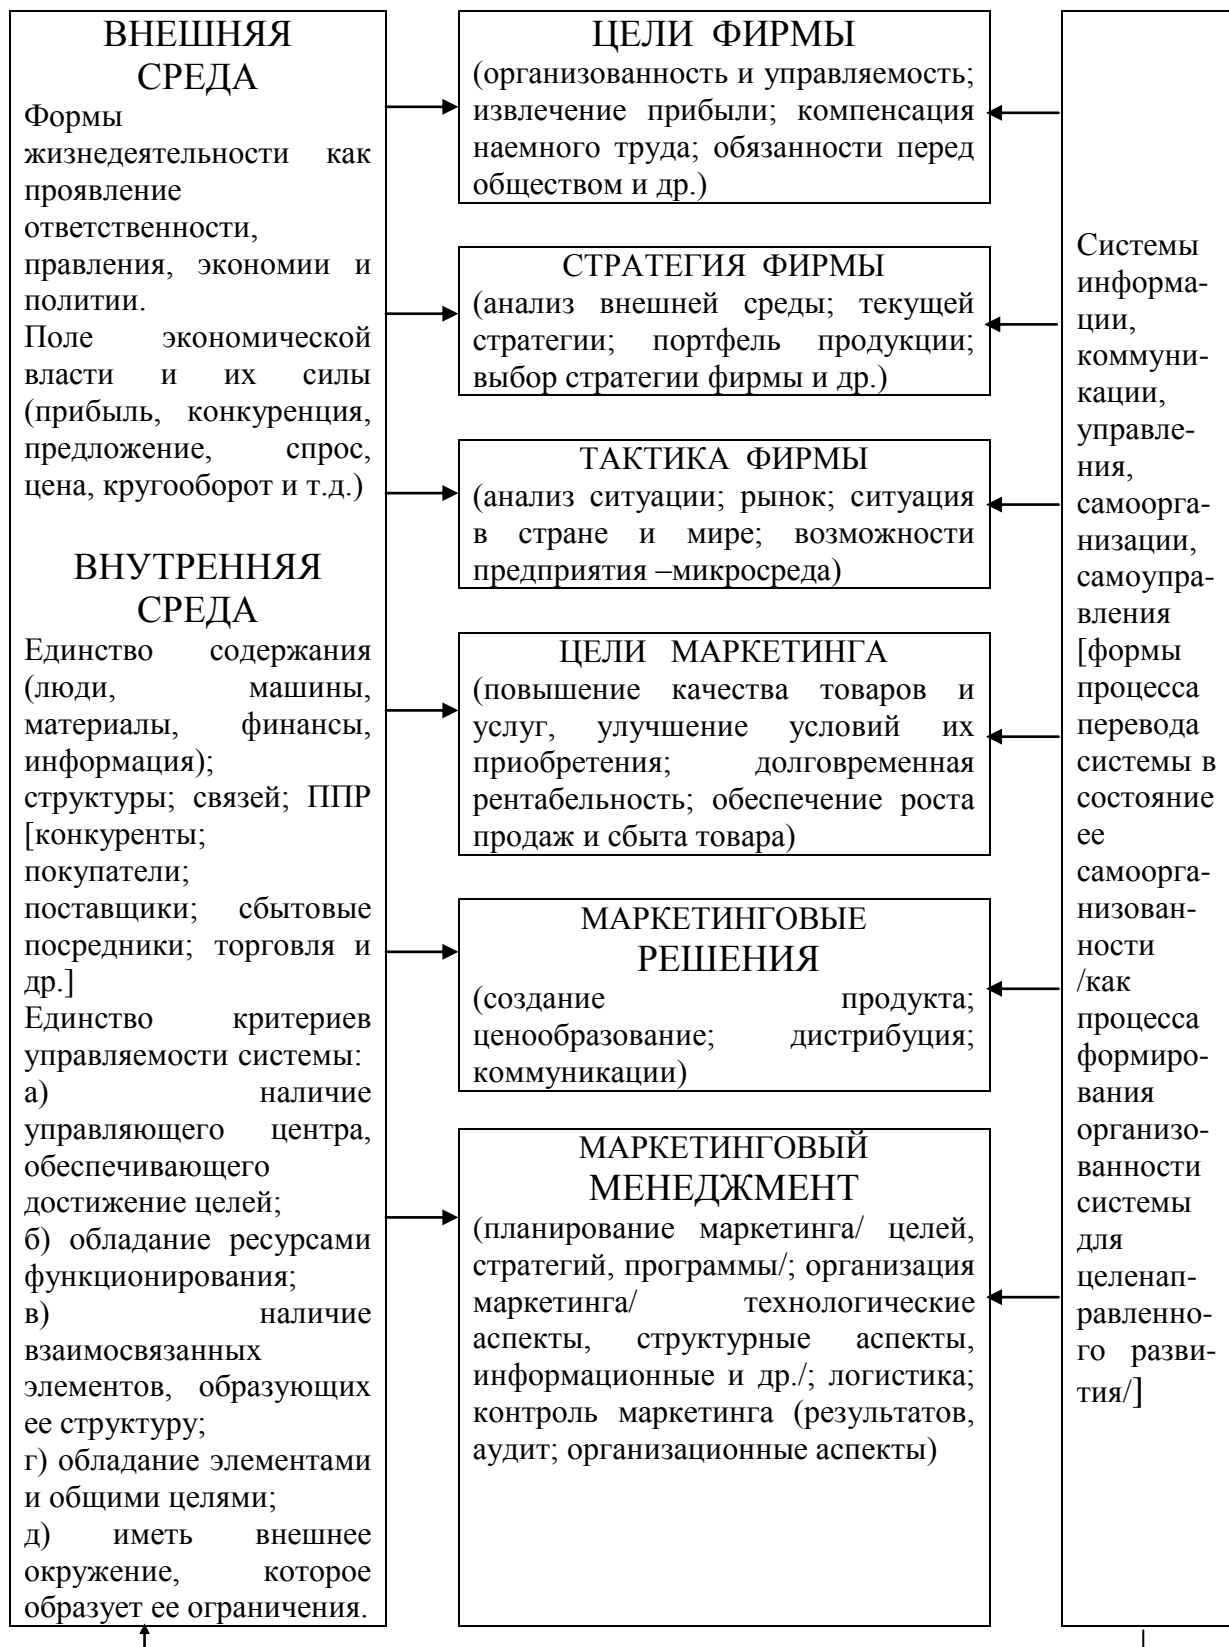 ВНЕШНЯЯ
СРЕДА
Формы
жизнедеятельности как
проявление
ответственности,
правления, экономии и
политии.
Поле экономической
власти и их силы
(прибыль, конкуренция,
предложение, спрос,
цена, кругооборот и т.д.)
ВНУТРЕННЯЯ
СРЕДА
Единство содержания
(люди, машины,
материалы, финансы,
информация);
структуры; связей; ППР
[конкуренты;
покупатели;
поставщики; сбытовые
посредники; торговля и
др.]
Единство критериев
управляемости системы:
а) наличие
управляющего центра,
обеспечивающего
достижение целей;
б) обладание ресурсами
функционирования;
в) наличие
взаимосвязанных
элементов, образующих
ее структуру;
г) обладание элементами
и общими целями;
д) иметь внешнее
окружение, которое
образует ее ограничения.
ЦЕЛИ ФИРМЫ
(организованность и управляемость;
извлечение прибыли; компенсация
наемного труда; обязанности перед
обществом и др.)
СТРАТЕГИЯ ФИРМЫ
(анализ внешней среды; текущей
стратегии; портфель продукции;
выбор стратегии фирмы и др.)
ТАКТИКА ФИРМЫ
(анализ ситуации; рынок; ситуация
в стране и мире; возможности
предприятия –микросреда)
ЦЕЛИ МАРКЕТИНГА
(повышение качества товаров и
услуг, улучшение условий их
приобретения; долговременная
рентабельность; обеспечение роста
продаж и сбыта товара)
МАРКЕТИНГОВЫЕ
РЕШЕНИЯ
(создание продукта;
ценообразование; дистрибуция;
коммуникации)
МАРКЕТИНГОВЫЙ
МЕНЕДЖМЕНТ
(планирование маркетинга/ целей,
стратегий, программы/; организация
маркетинга/ технологические
аспекты, структурные аспекты,
информационные и др./; логистика;
контроль маркетинга (результатов,
аудит; организационные аспекты)
Системы
информа-
ции,
коммуни-
кации,
управле-
ния,
самоорга-
низации,
самоупра-
вления
[формы
процесса
перевода
системы в
состояние
ее
самоорга-
низован-
ности
/как
процесса
формиро-
вания
организо-
ванности
системы
для
целенап-
равленно-
го разви-
тия/]